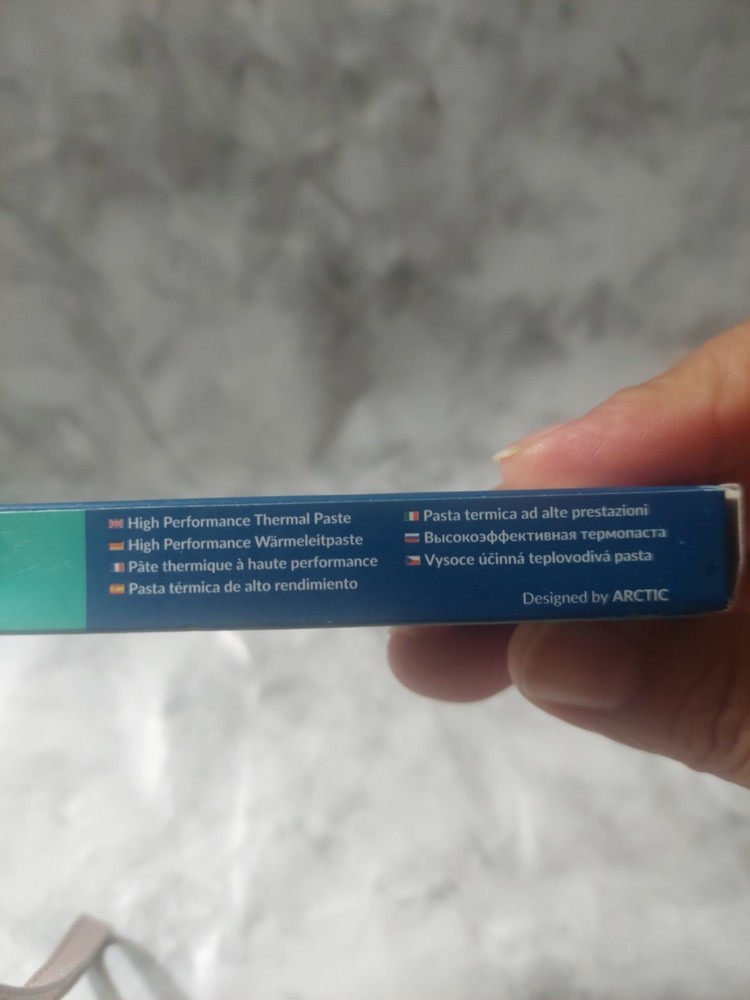 High Performance Thermal Paste
High Performance Wärmeleitpaste
Pâte thermique à haute performance
Pasta térmica de alto rendimiento
Pasta termica ad alte prestazioni
Высокоэффективная термопаста
Vysoce účinná teplovodivá pasta
Designed by ARCTIC